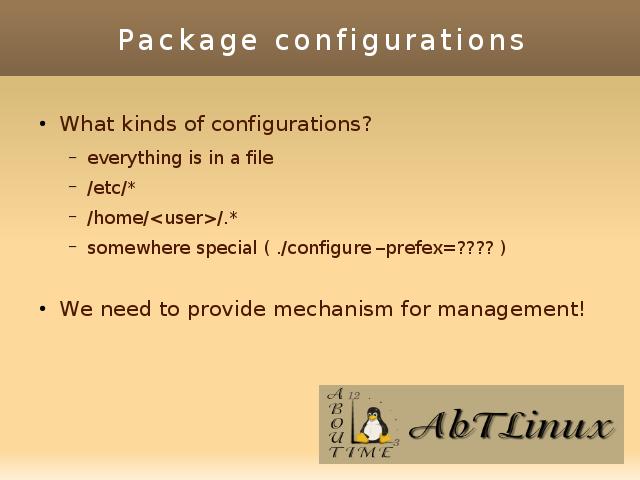 Package configurations
• What kinds of configurations?
– everything is in a file
– /etc/*
– /home/<user>/.*
– somewhere special ( ./configure –prefex=???? )
• We need to provide mechanism for management!
ABOUT TIME
12
3
AbTLinux